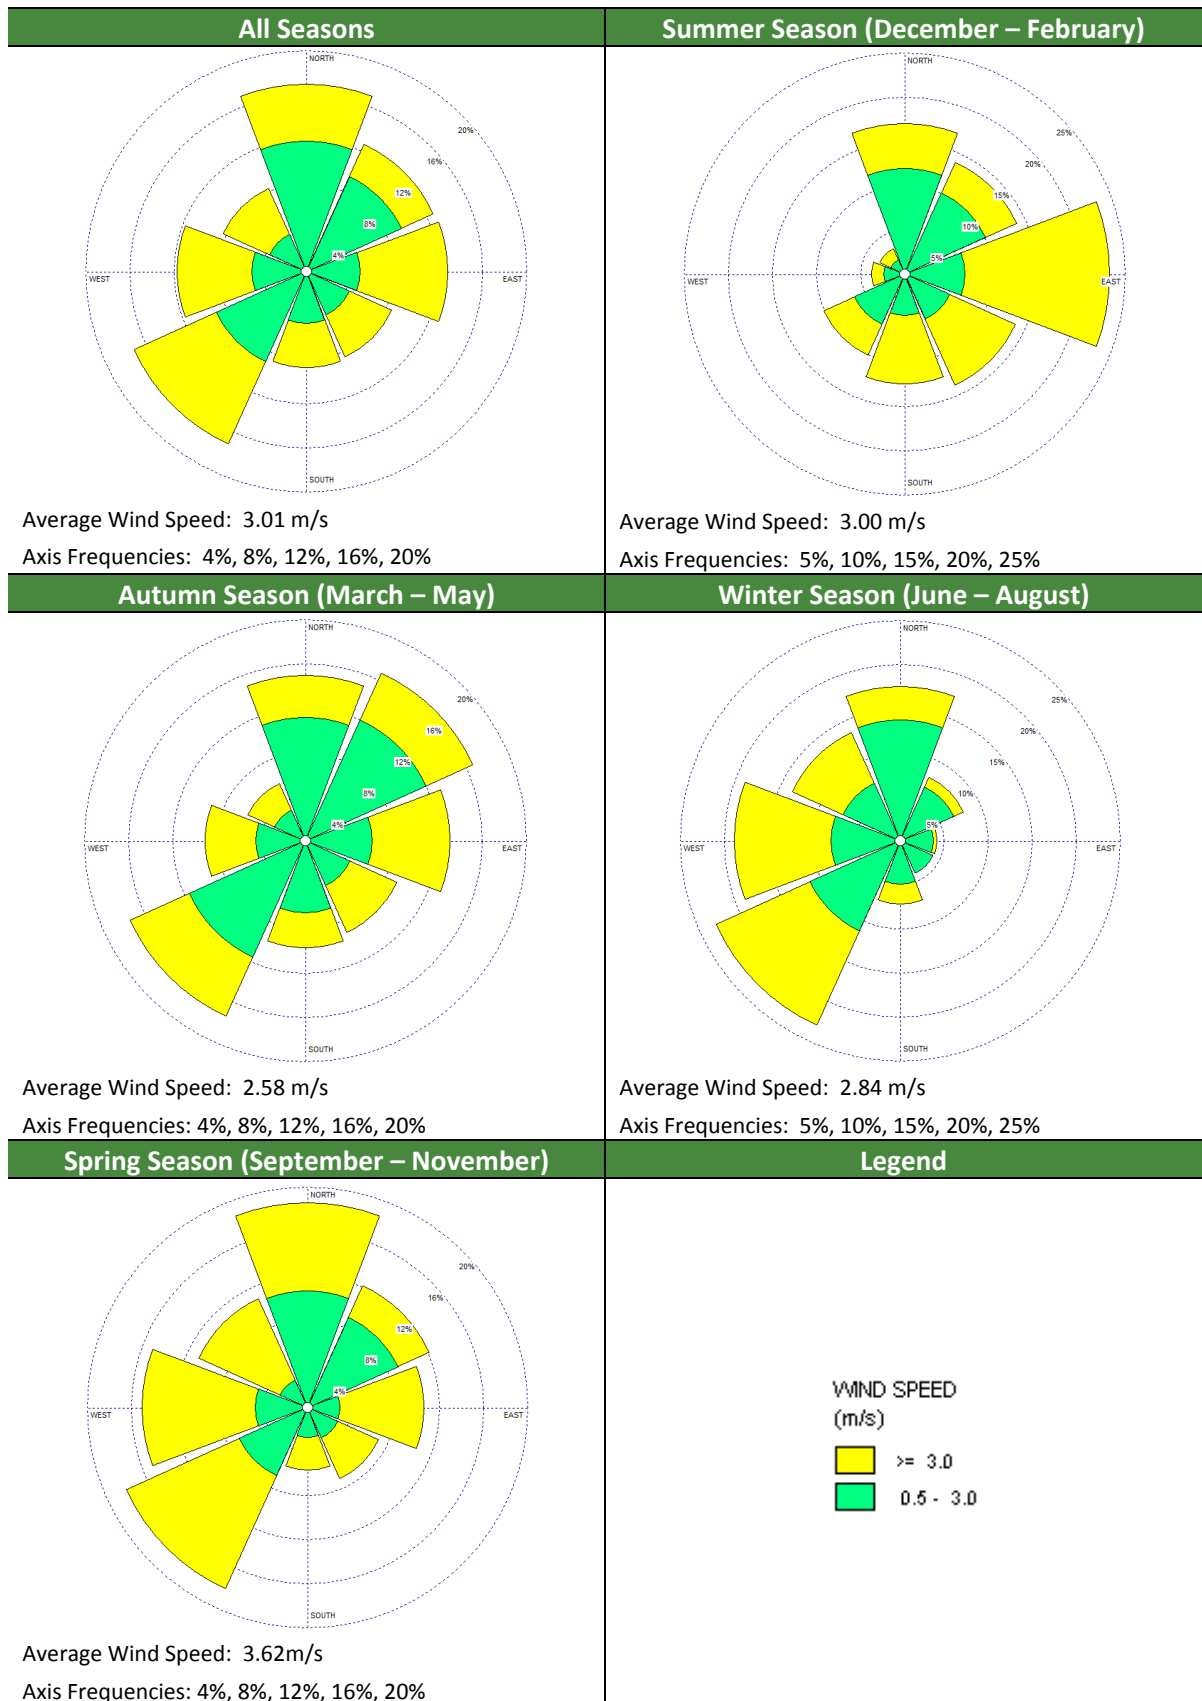 All Seasons
Summer Season (December – February)
NORTH
20%
16%
12%
8%
4%
WEST
EAST
SOUTH
NORTH
25%
20%
15%
10%
5%
WEST
EAST
SOUTH
Average Wind Speed:  3.01 m/s
Axis Frequencies:  4%, 8%, 12%, 16%, 20%
Average Wind Speed:  3.00 m/s
Axis Frequencies:  5%, 10%, 15%, 20%, 25%
Autumn Season (March – May)
Winter Season (June – August)
NORTH
20%
16%
12%
8%
4%
WEST
EAST
SOUTH
NORTH
25%
20%
15%
10%
5%
WEST
EAST
SOUTH
Average Wind Speed:  2.58 m/s
Axis Frequencies: 4%, 8%, 12%, 16%, 20%
Average Wind Speed:  2.84 m/s
Axis Frequencies:  5%, 10%, 15%, 20%, 25%
Spring Season (September – November)
Legend
NORTH
20%
16%
12%
8%
4%
WEST
EAST
SOUTH
WIND SPEED
(m/s)
>= 3.0
0.5 - 3.0
Average Wind Speed:  3.62m/s
Axis Frequencies: 4%, 8%, 12%, 16%, 20%